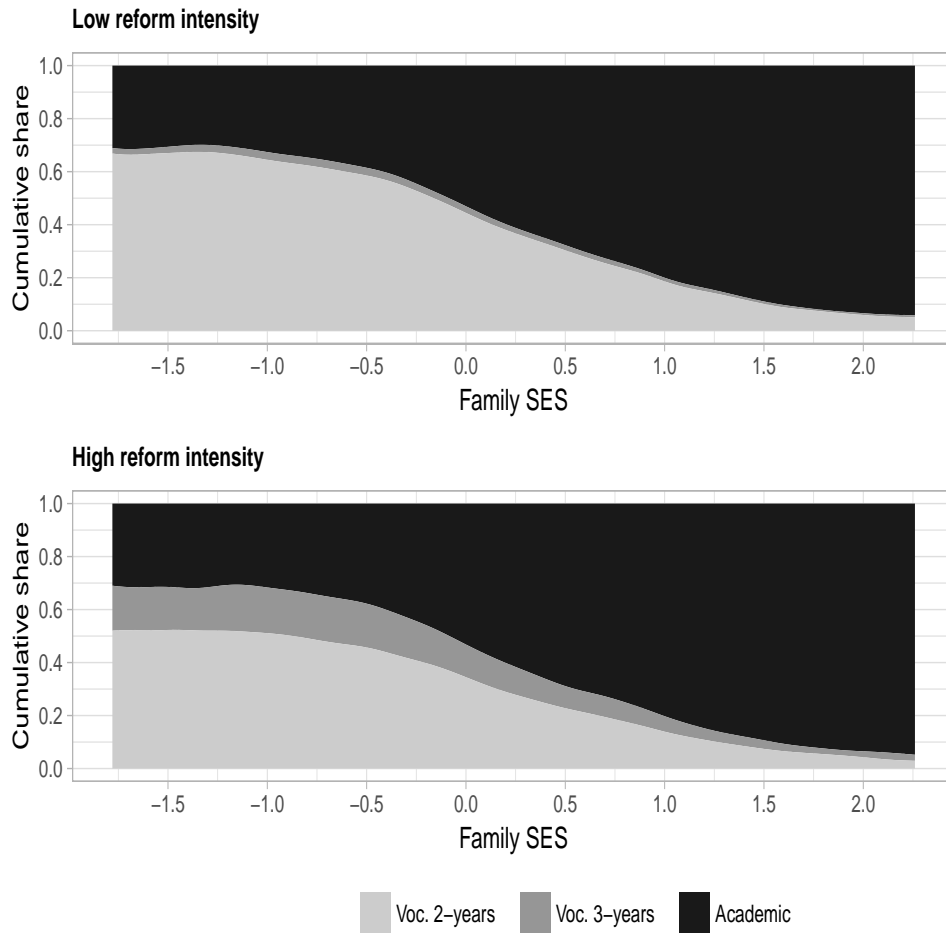 Low reform intensity
Cumulative share
1.0
0.8
0.6
0.4
0.2
0.0
−1.5 −1.0 −0.5 0.0 0.5 1.0 1.5 2.0
Family SES
High reform intensity
Cumulative share
1.0
0.8
0.6
0.4
0.2
0.0
−1.5 −1.0 −0.5 0.0 0.5 1.0 1.5 2.0
Family SES
Voc. 2−years Voc. 3−years Academic